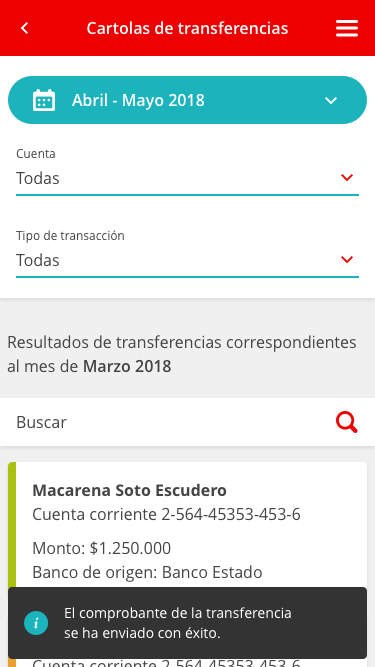 Cartolas de transferencias
Abril - Mayo 2018
Cuenta
Todas
Tipo de transacción
Todas
Resultados de transferencias correspondientes
al mes de Marzo 2018
Buscar
Macarena Soto Escudero
Cuenta corriente 2-564-45353-453-6
Monto: $1.250.000
Banco de origen: Banco Estado
i
El comprobante de la transferencia
se ha enviado con éxito.
Cuenta corriente 2-564-45353-453-6